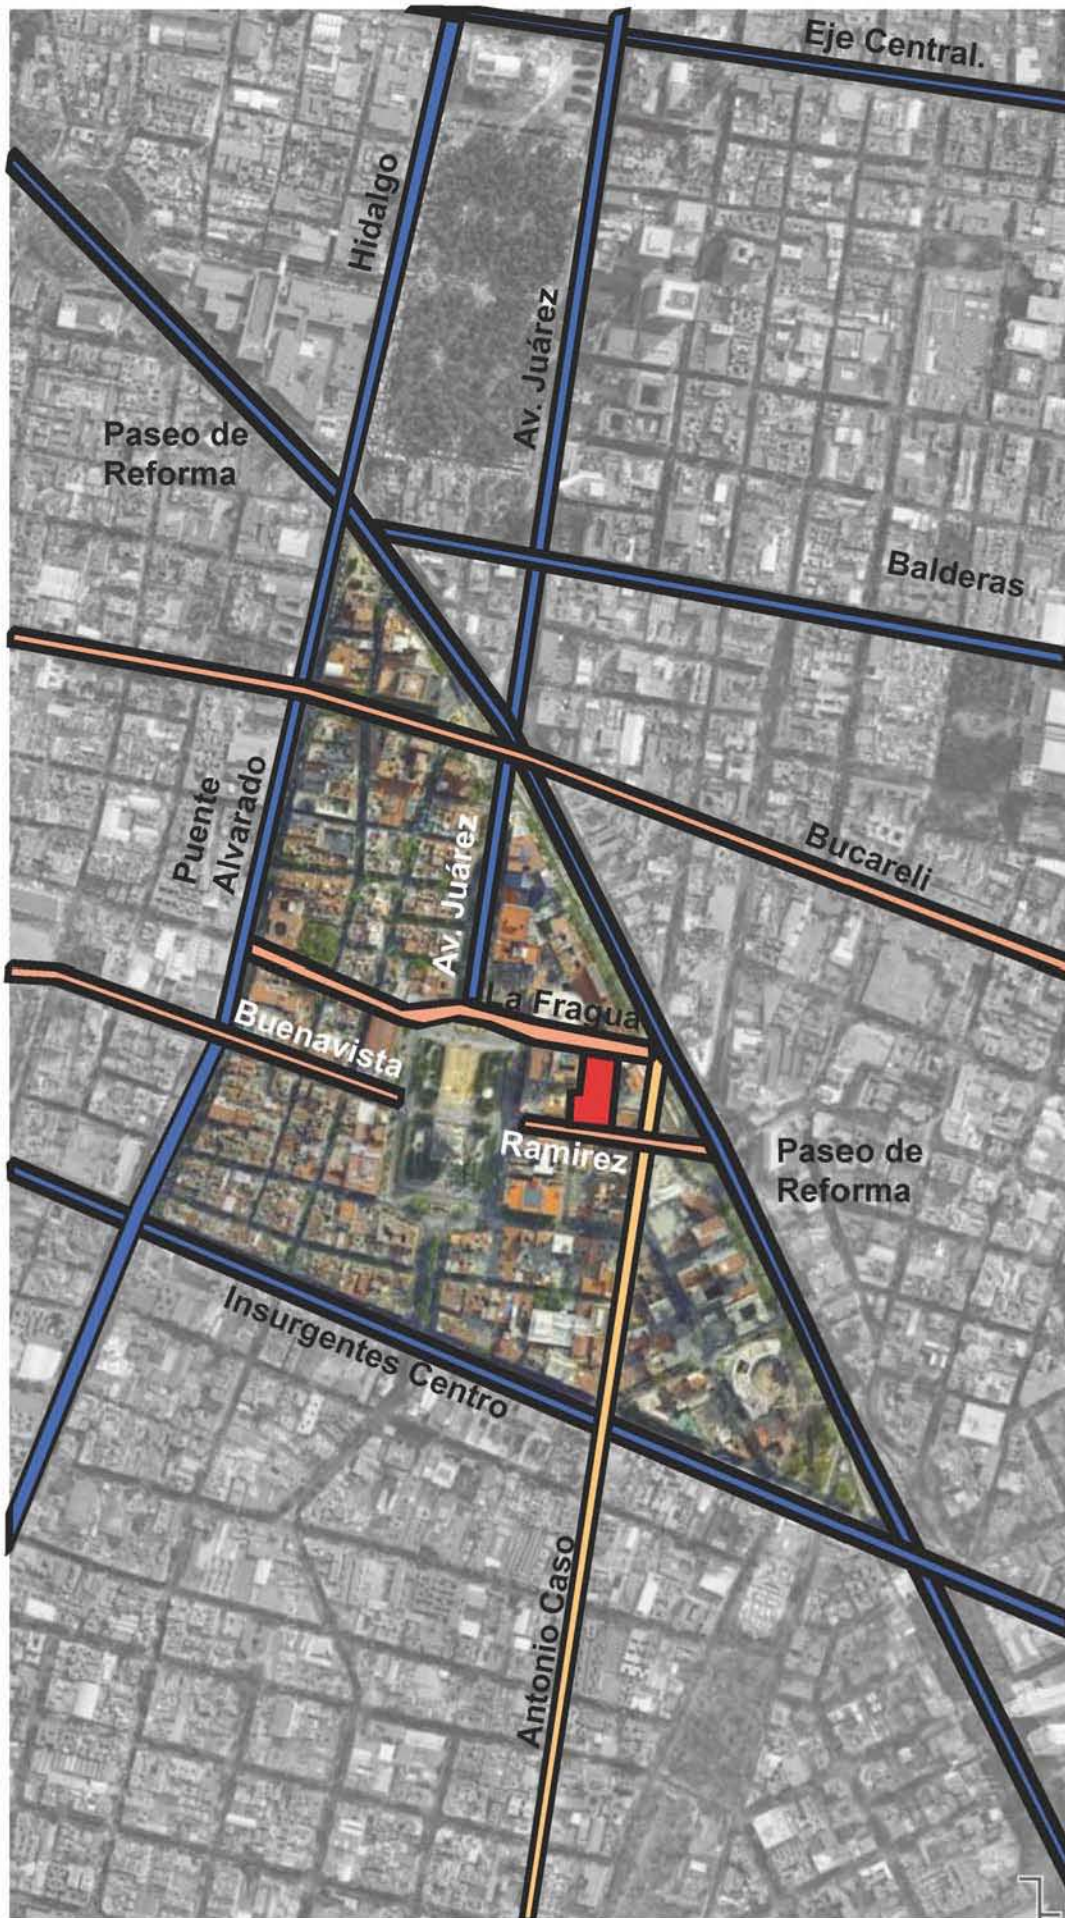 Eje Central.
Hidalgo
Av. Juárez
Paseo de
Reforma
Balderas
Puente
Alvarado
Av. Juárez
Bucareli
La Fragua
Buenavista
Ramirez
Paseo de
Reforma
Insurgentes Centro
Antonio Caso